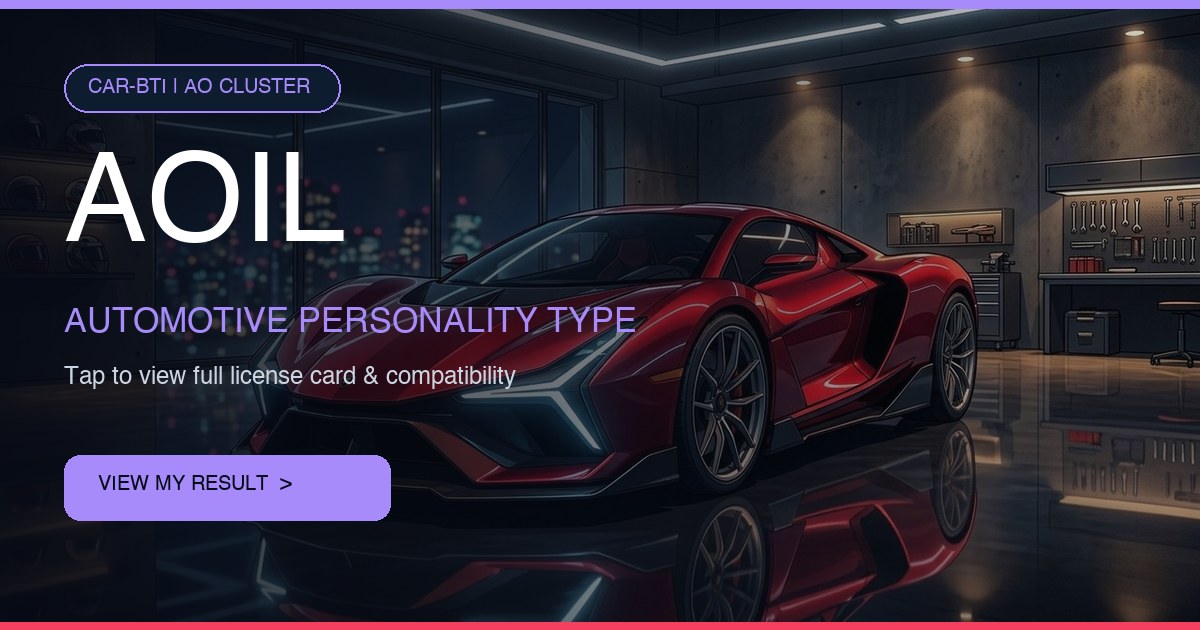 CAR-BTI | AO CLUSTER
AOIL
AUTOMOTIVE PERSONALITY TYPE
Tap to view full license card & compatibility
VIEW MY RESULT >